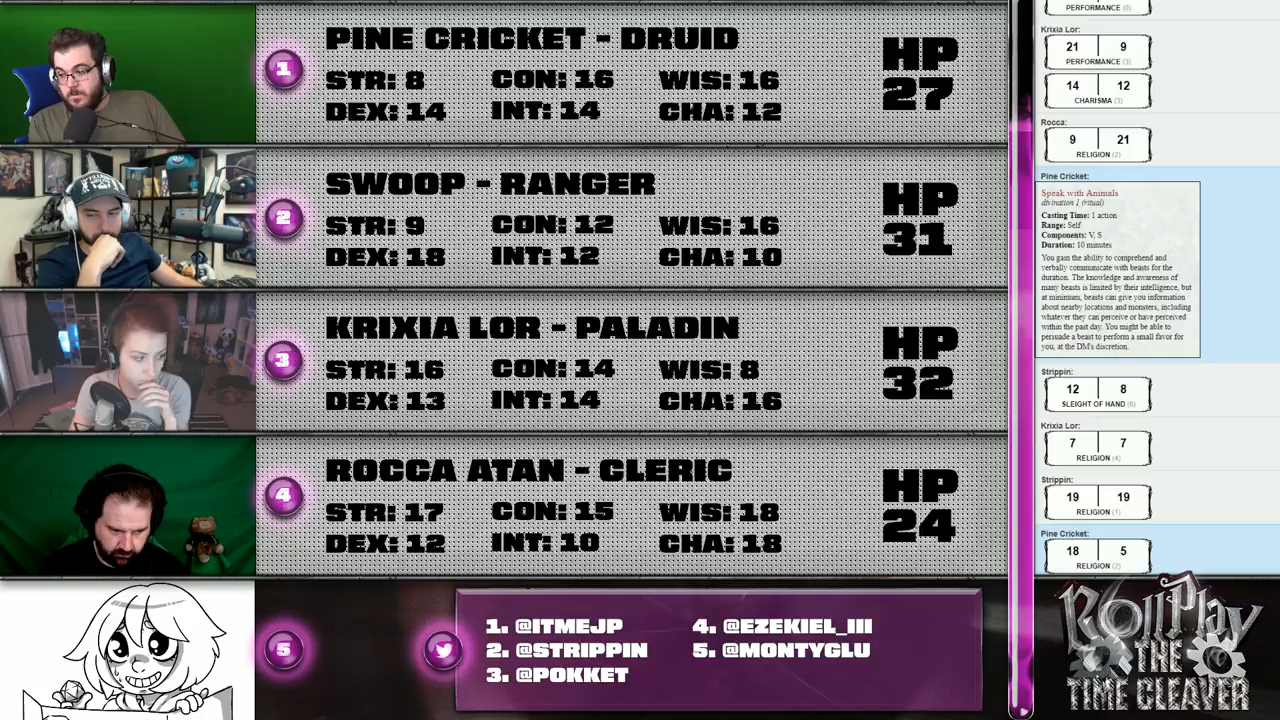 1
PINE CRICKET - DRUID
STR: 8 CON: 16 WIS: 16
DEX: 14 INT: 14 CHA: 12
HP
27
2
SWOOP - RANGER
STR: 9 CON: 12 WIS: 16
DEX: 18 INT: 12 CHA: 10
HP
31
3
KRIXIA LOR - PALADIN
STR: 16 CON: 14 WIS: 8
DEX: 13 INT: 14 CHA: 16
HP
32
4
ROCCA ATAN - CLERIC
STR: 17 CON: 15 WIS: 18
DEX: 12 INT: 10 CHA: 18
HP
24
5
1. @ITMEJP
2. @STRIPPIN
3. @POKKET
4. @EZEKIEL_III
5. @MONTYGLU
PERFORMANCE (0)
Krixia Lor:
21 9
PERFORMANCE (3)
14 12
CHARISMA (3)
Rocca:
9 21
RELIGION (2)
Pine Cricket:
Speak with Animals
divination 1 (ritual)
Casting Time: 1 action
Range: Self
Components: V, S
Duration: 10 minutes
You gain the ability to comprehend and
verbally communicate with beasts for the
duration. The knowledge and awareness of
many beasts is limited by their intelligence, but
at minimum, beasts can give you information
about nearby locations and monsters, including
whatever they can perceive or have perceived
within the past day. You might be able to
persuade a beast to perform a small favor for
you, at the DM's discretion.
Strippin:
12 8
SLEIGHT OF HAND (6)
Krixia Lor:
7 7
RELIGION (4)
Strippin:
19 19
RELIGION (1)
Pine Cricket:
18 5
RELIGION (2)
RollPlay
THE
TIME CLEAVER